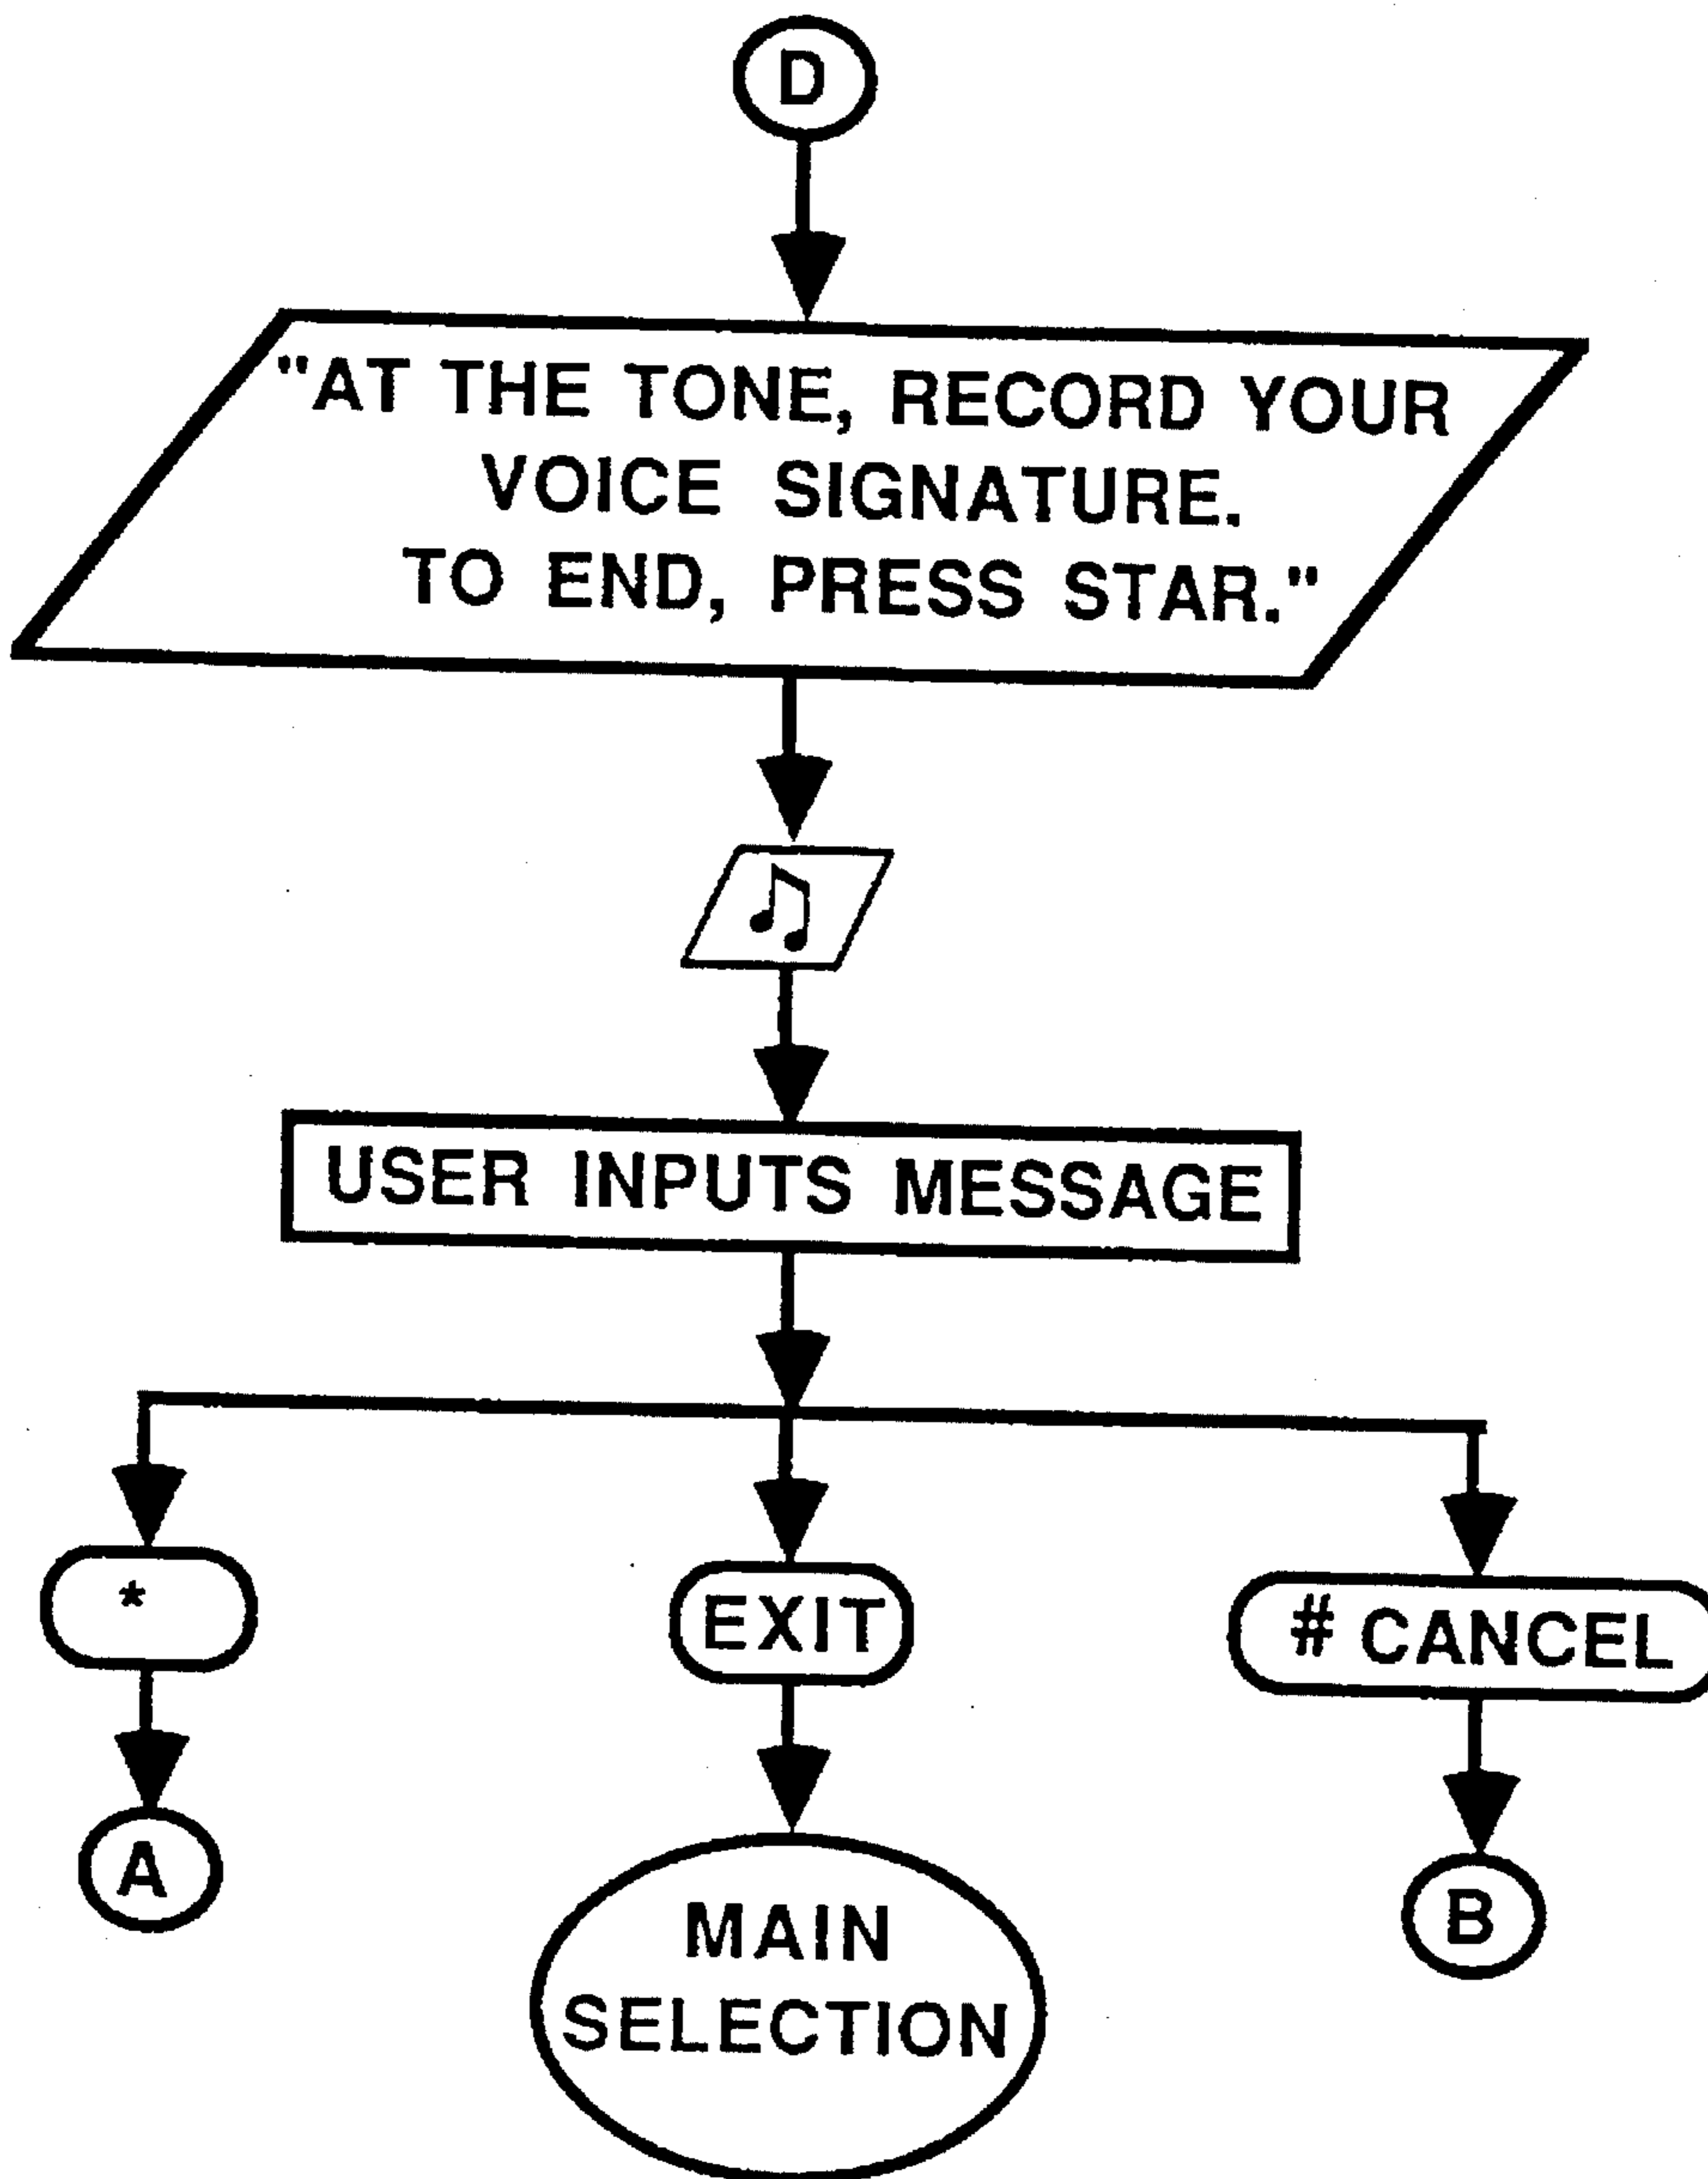 D
"AT THE TONE, RECORD YOUR
VOICE SIGNATURE.
TO END, PRESS STAR."
USER INPUTS MESSAGE
*
EXIT
# CANCEL
A
MAIN
SELECTION
B